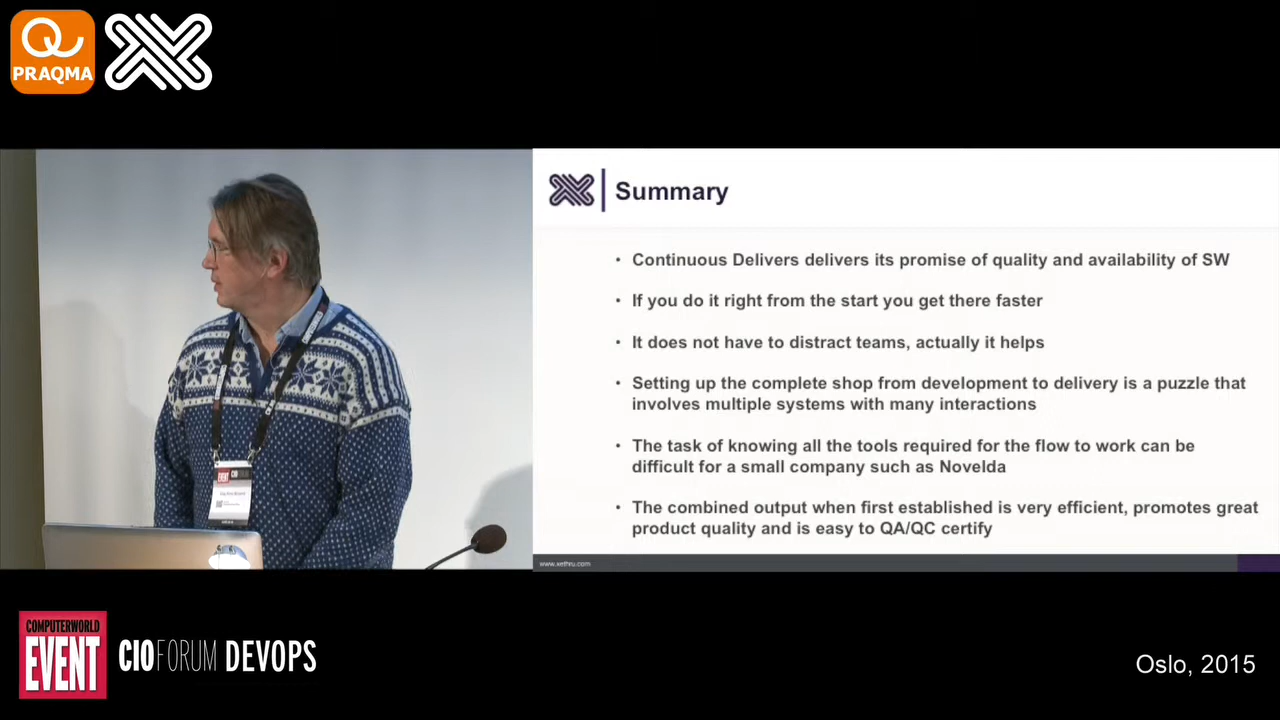 PRAQMA
Summary
• Continuous Delivers delivers its promise of quality and availability of SW
• If you do it right from the start you get there faster
• It does not have to distract teams, actually it helps
• Setting up the complete shop from development to delivery is a puzzle that
involves multiple systems with many interactions
• The task of knowing all the tools required for the flow to work can be
difficult for a small company such as Novelda
• The combined output when first established is very efficient, promotes great
product quality and is easy to QA/QC certify
www.xethru.com
COMPUTERWORLD
EVENT
CIOFORUM DEVOPS
Oslo, 2015